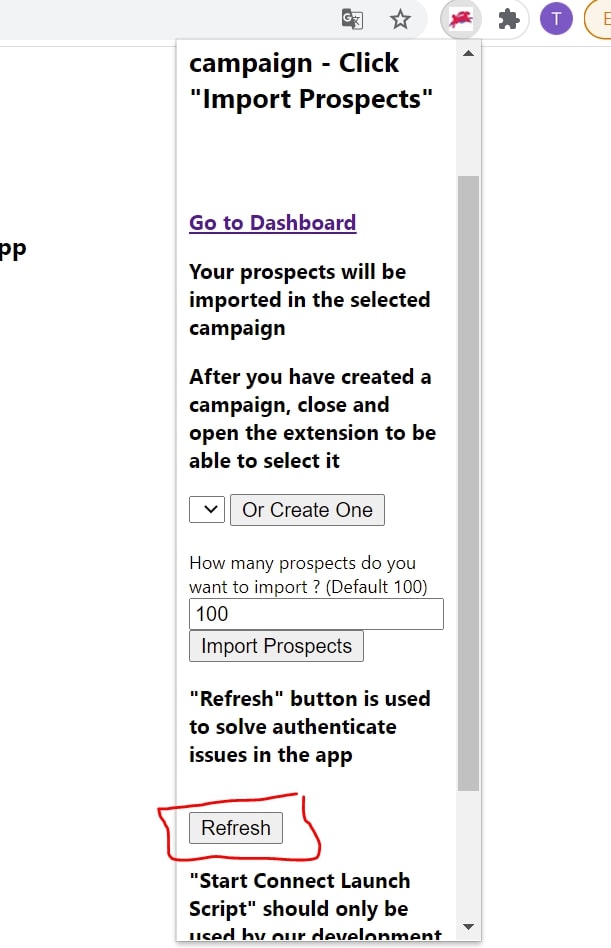 T
E
campaign - Click
"Import Prospects"
Go to Dashboard
pp
Your prospects will be
imported in the selected
campaign
After you have created a
campaign, close and
open the extension to be
able to select it
Or Create One
How many prospects do you
want to import ? (Default 100)
100
Import Prospects
"Refresh" button is used
to solve authenticate
issues in the app
Refresh
"Start Connect Launch
Script" should only be
used by our development